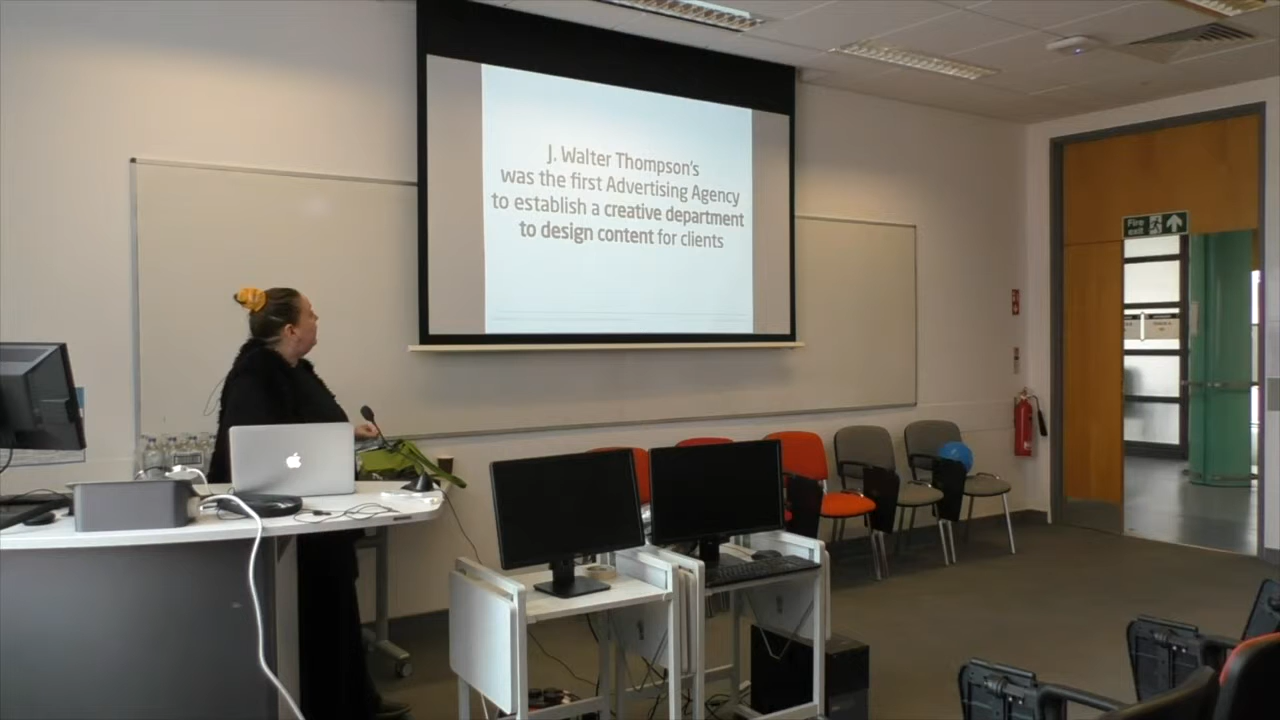 J. Walter Thompson's
was the first Advertising Agency
to establish a creative department
to design content for clients
Fire
exit